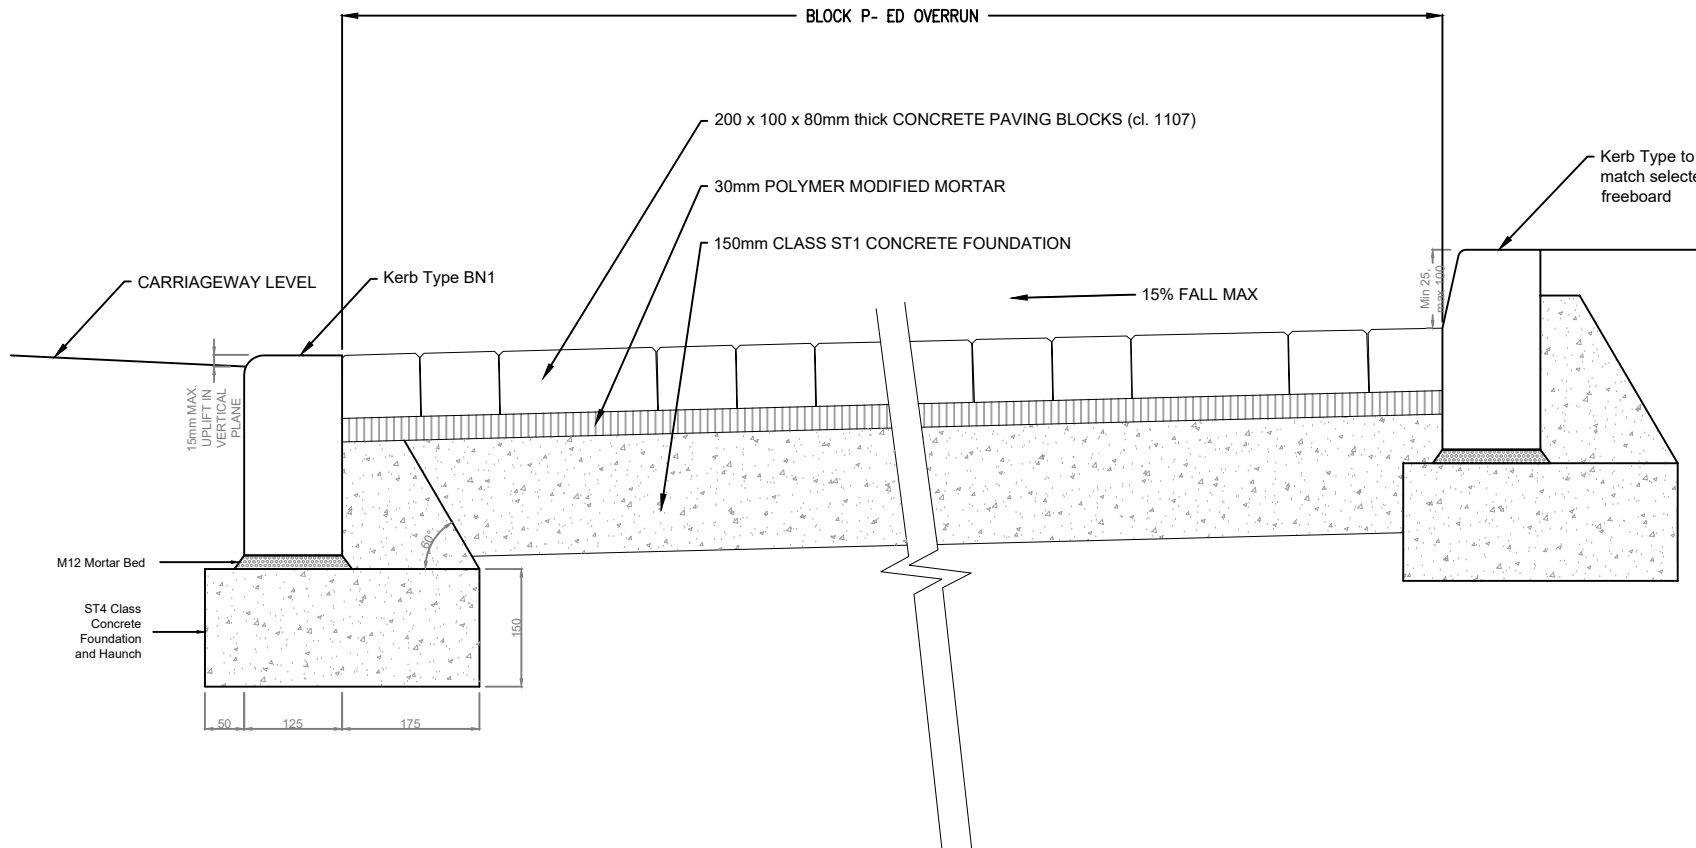 BLOCK P- ED OVERRUN
200 x 100 x 80mm thick CONCRETE PAVING BLOCKS (cl. 1107)
30mm POLYMER MODIFIED MORTAR
150mm CLASS ST1 CONCRETE FOUNDATION
Kerb Type to
match selecte
freeboard
CARRIAGEWAY LEVEL
Kerb Type BN1
15% FALL MAX
Min 25,
max 100
15mm MAX.
UPLIFT IN
VERTICAL
PLANE
60°
M12 Mortar Bed
ST4 Class
Concrete
Foundation
and Haunch
150
50
125
175